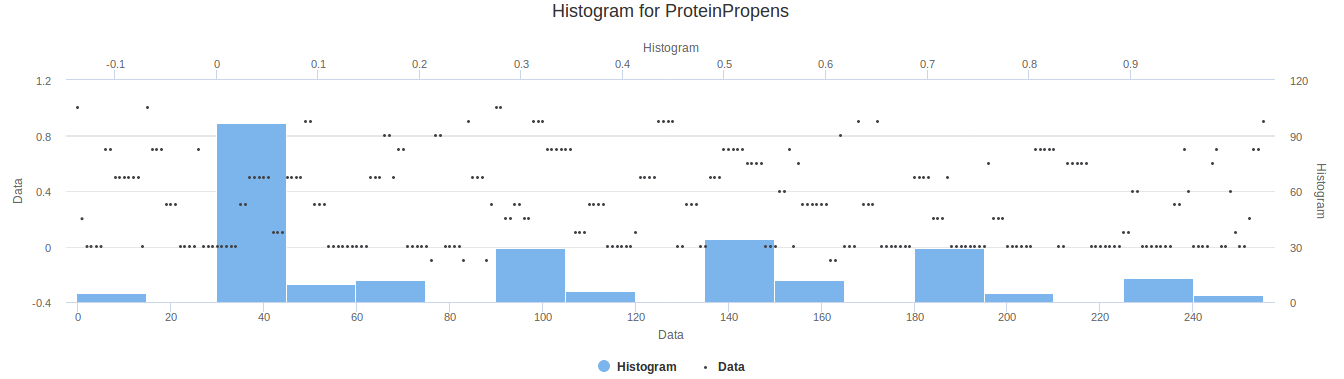 Histogram for ProteinPropens
Histogram
-0.1 0 0.1 0.2 0.3 0.4 0.5 0.6 0.7 0.8 0.9
1.2 120
0.8 90
0.4 60
0 30
-0.4 0
Data
Histogram
0 20 40 60 80 100 120 140 160 180 200 220 240
Data
Histogram Data